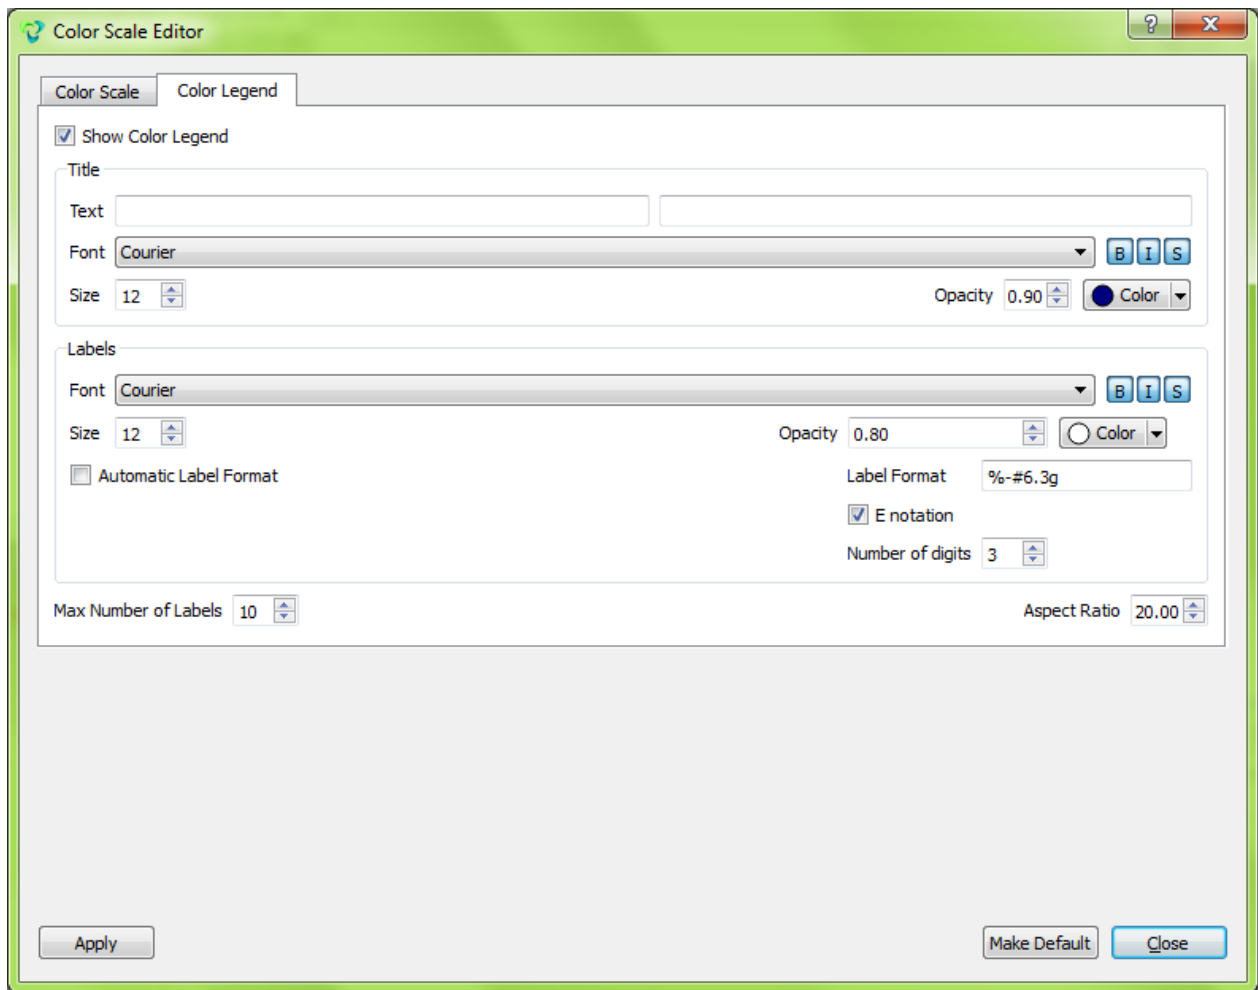 Color Scale Editor
? X
Color Scale Color Legend
Show Color Legend
Title
Text
Font Courier B I S
Size 12 Opacity 0.90 Color
Labels
Font Courier B I S
Size 12 Opacity 0.80 Color
Automatic Label Format Label Format %-#6.3g
E notation
Number of digits 3
Max Number of Labels 10 Aspect Ratio 20.00
Apply Make Default Close